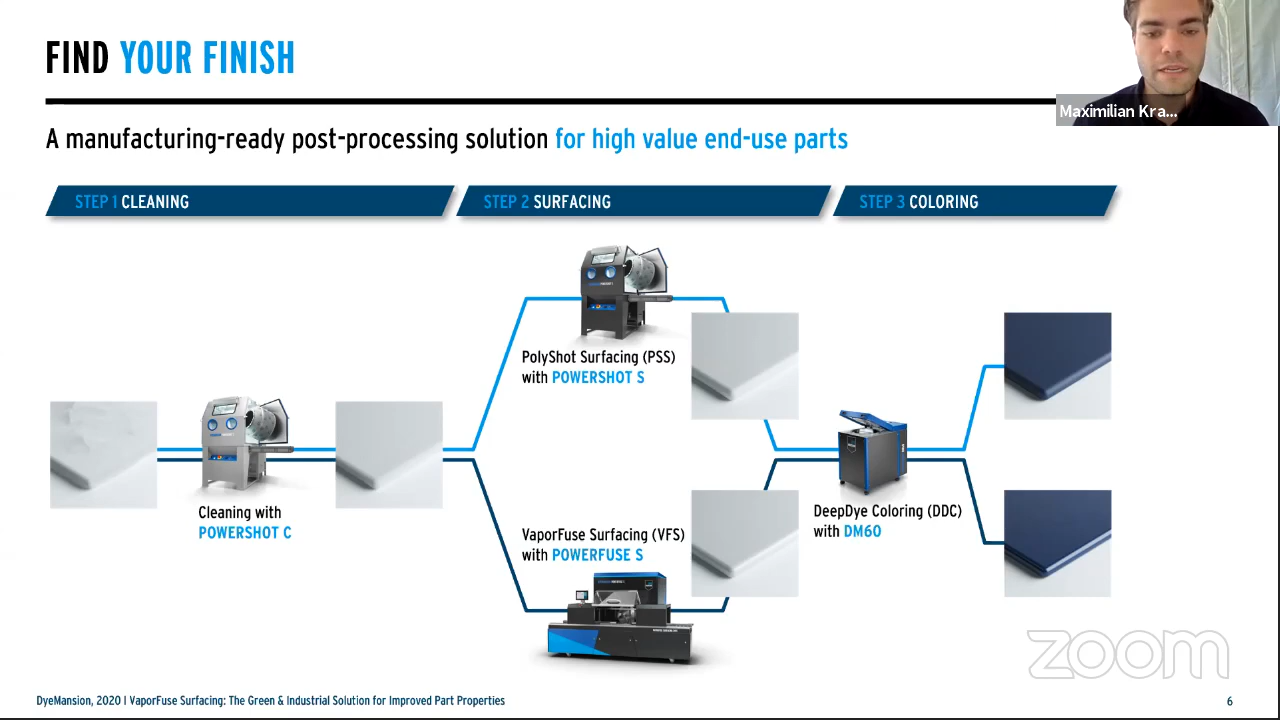 FIND YOUR FINISH
Maximilian Kra...
A manufacturing-ready post-processing solution for high value end-use parts
STEP 1 CLEANING
STEP 2 SURFACING
STEP 3 COLORING
PolyShot Surfacing (PSS)
with POWERSHOT S
Cleaning with
POWERSHOT C
VaporFuse Surfacing (VFS)
with POWERFUSE S
DeepDye Coloring (DDC)
with DM60
zoom
DyeMansion, 2020 I VaporFuse Surfacing: The Green & Industrial Solution for Improved Part Properties
6